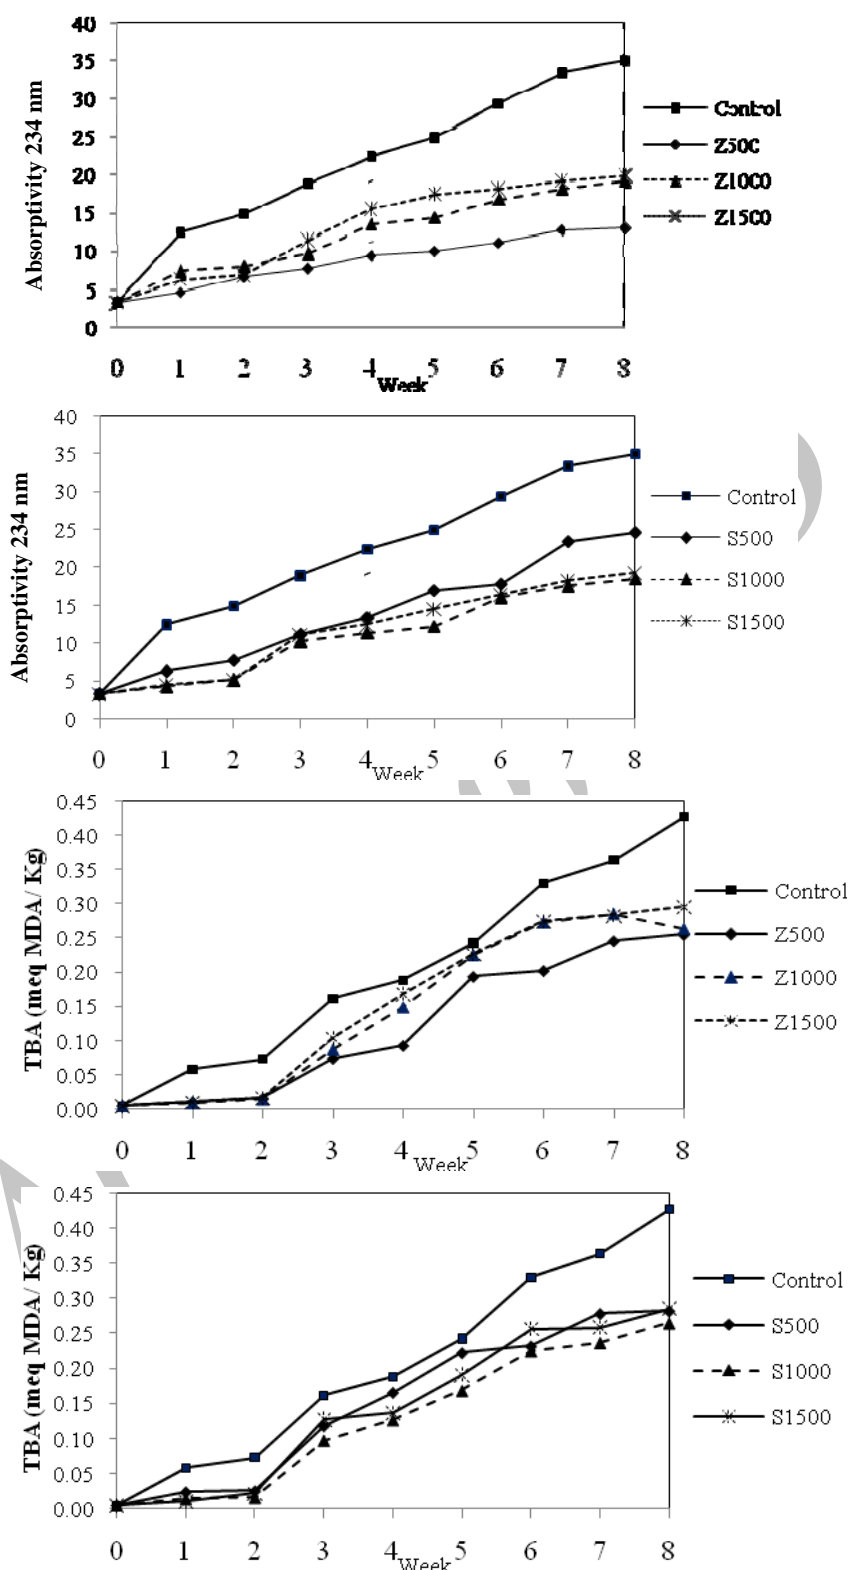 40
35
30
25
20
15
10
5
0
Absorptivity 234 nm
0 1 2 3 4 5 6 7 8
Week
Control
Z500
Z1000
Z1500
40
35
30
25
20
15
10
5
0
Absorptivity 234 nm
0 1 2 3 4 5 6 7 8
Week
Control
S500
S1000
S1500
0.45
0.40
0.35
0.30
0.25
0.20
0.15
0.10
0.05
0.00
TBA (meq MDA/ Kg)
0 1 2 3 4 5 6 7 8
Week
Control
Z500
Z1000
Z1500
0.45
0.40
0.35
0.30
0.25
0.20
0.15
0.10
0.05
0.00
TBA (meq MDA/ Kg)
0 1 2 3 4 5 6 7 8
Week
Control
S500
S1000
S1500